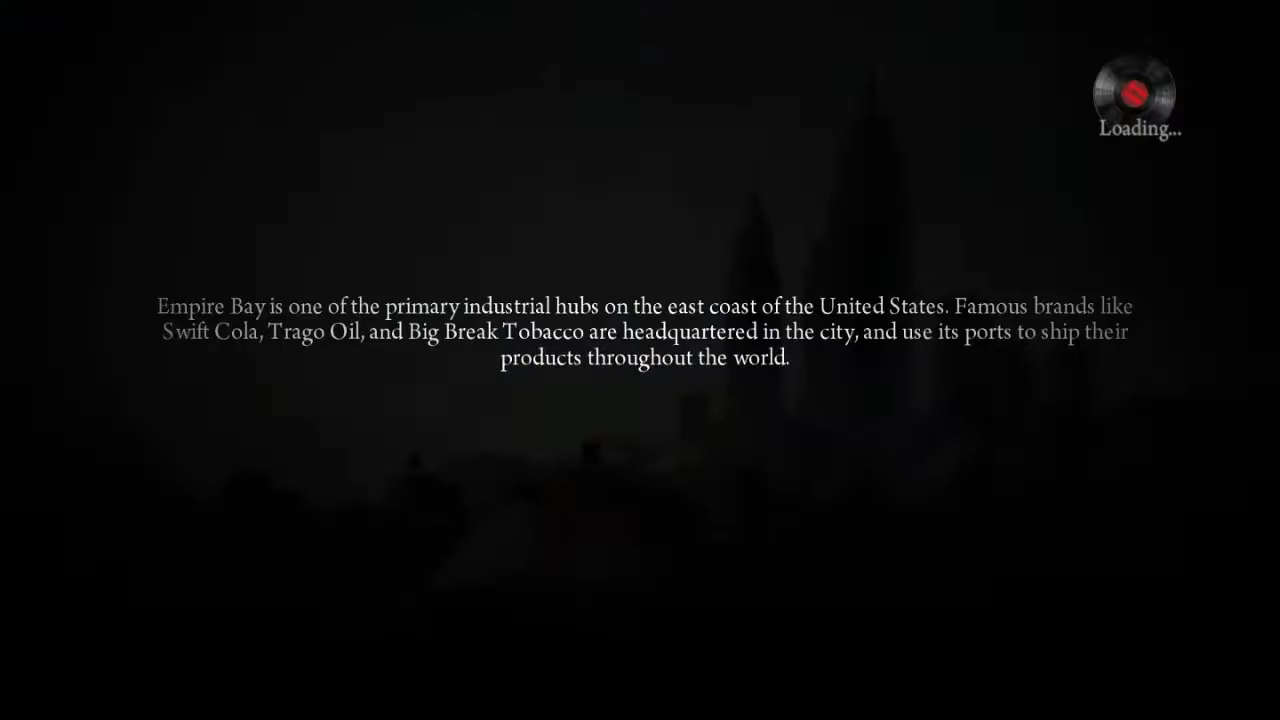 Loading...
Empire Bay is one of the primary industrial hubs on the east coast of the United States. Famous brands like
Swift Cola, Trago Oil, and Big Break Tobacco are headquartered in the city, and use its ports to ship their
products throughout the world.